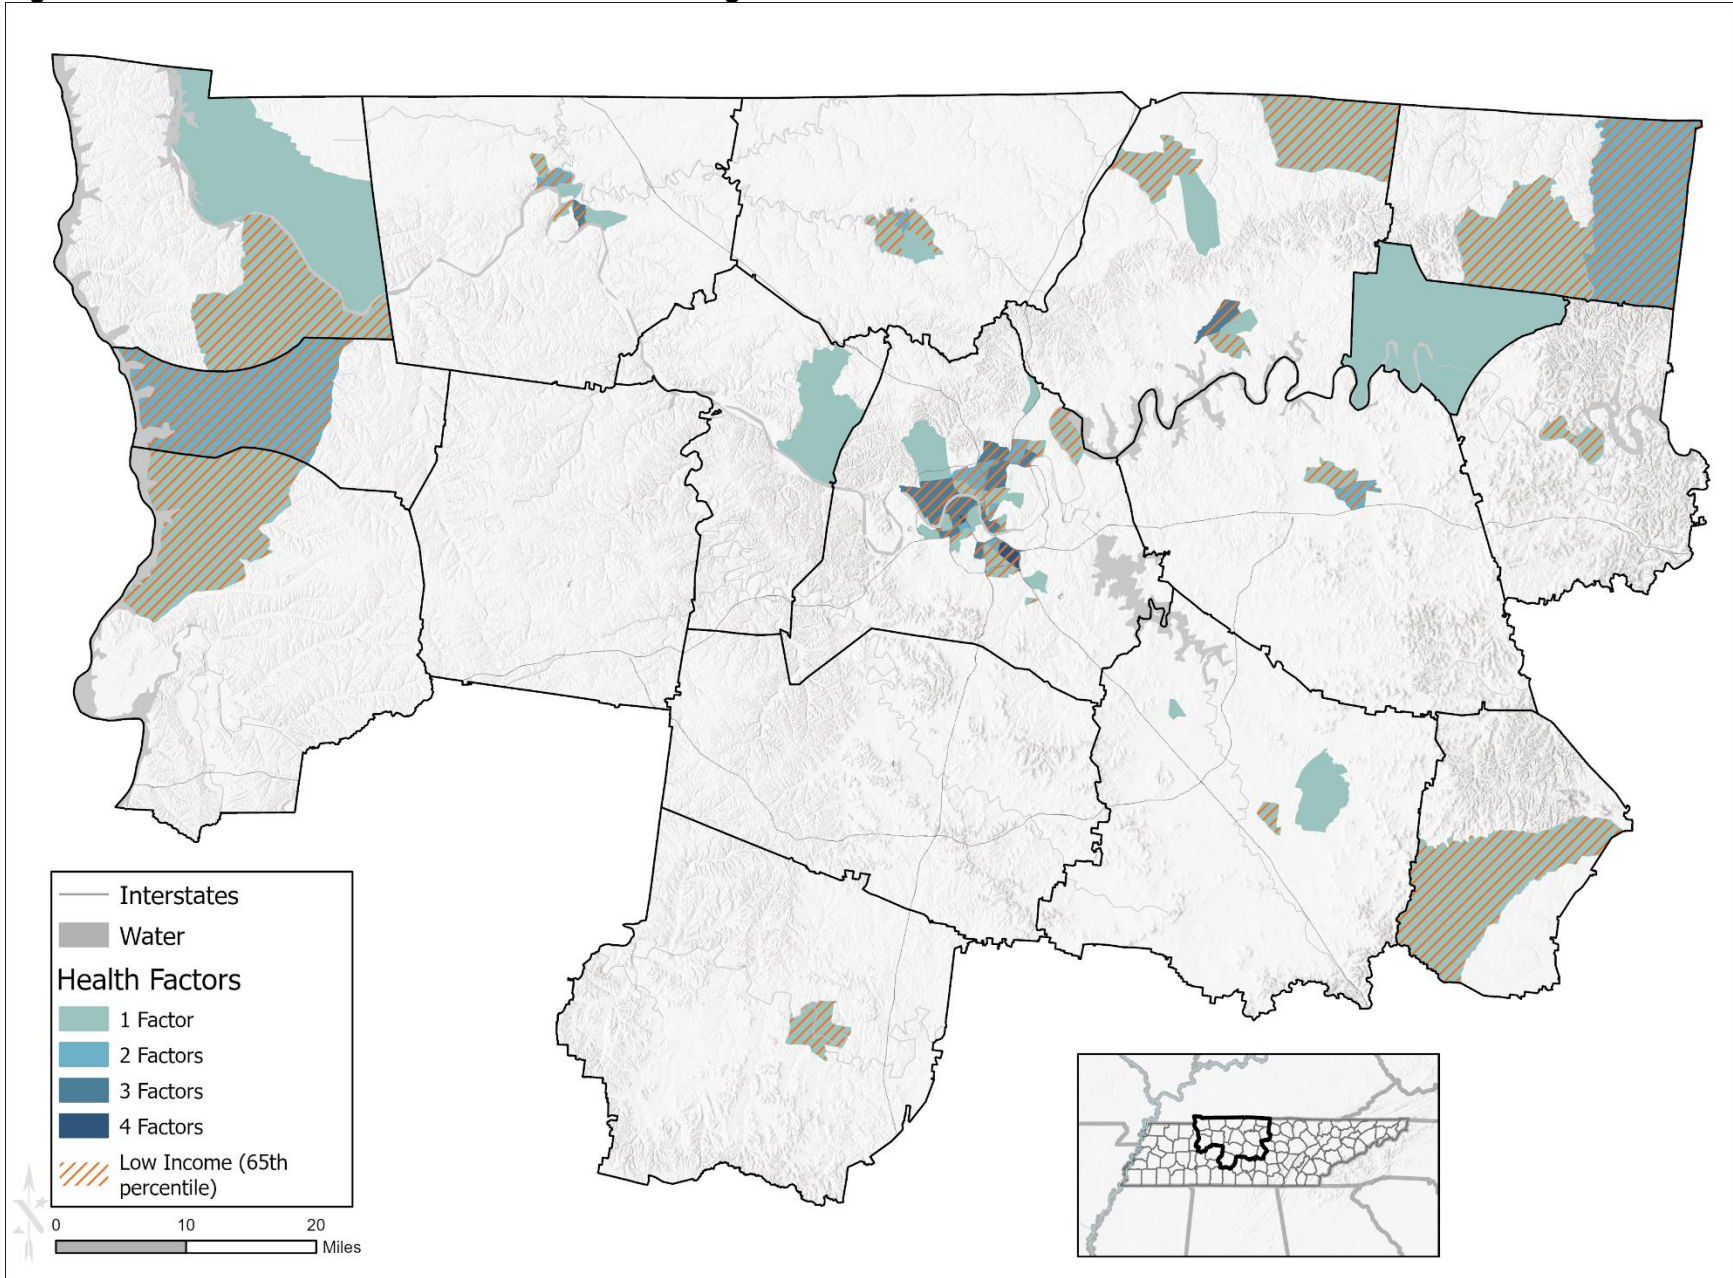 Interstates
Water
Health Factors
1 Factor
2 Factors
3 Factors
4 Factors
Low Income (65th
percentile)
0 10 20
Miles